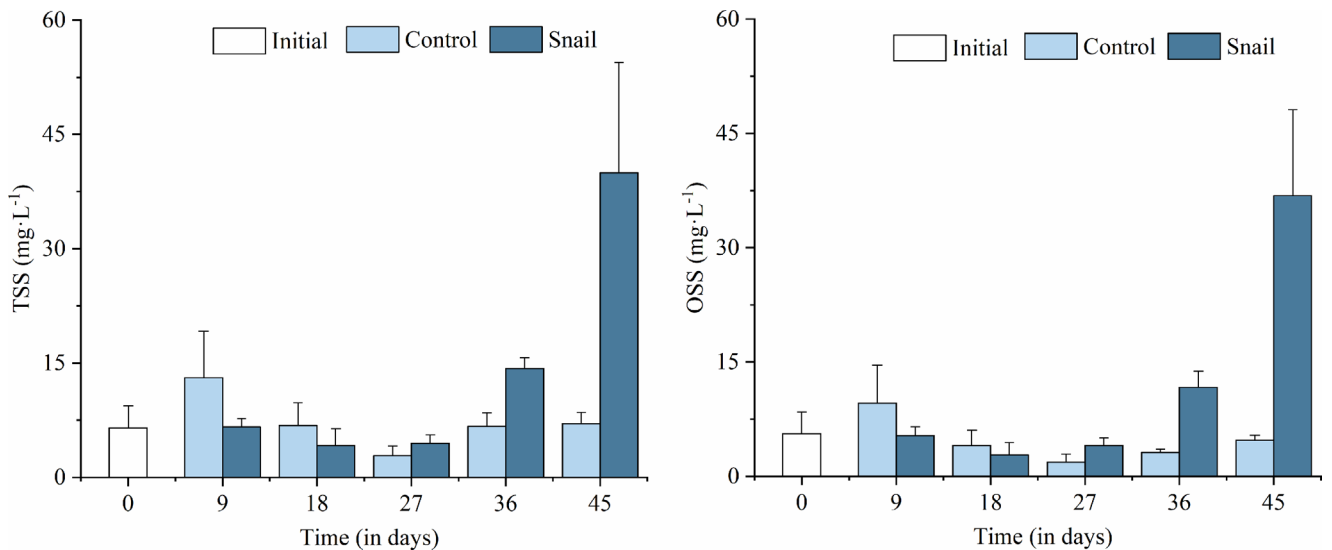 60
45
30
15
0
TSS (mg·L⁻¹)
Initial Control Snail
0 9 18 27 36 45
Time (in days)
60
45
30
15
0
OSS (mg·L⁻¹)
Initial Control Snail
0 9 18 27 36 45
Time (in days)